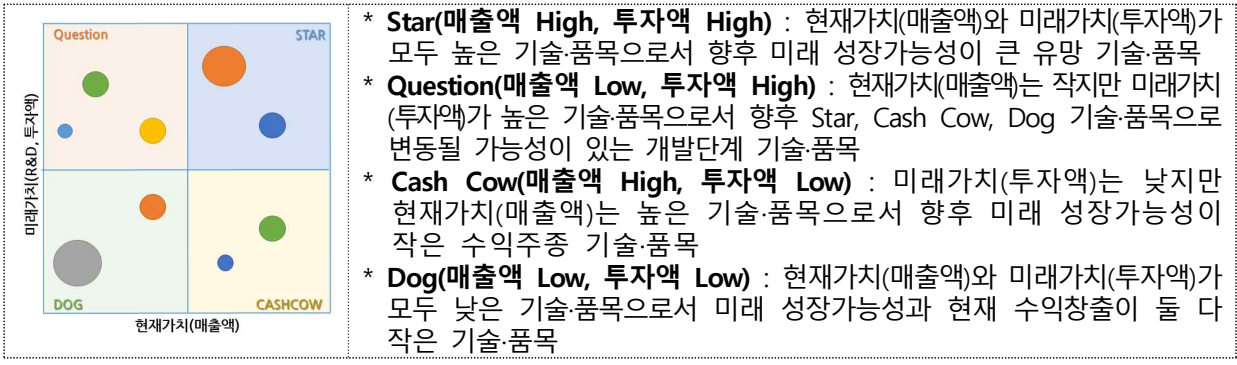 Question
STAR
미래가치(R&D, 투자액)
DOG
CASHCOW
현재가치(매출액)
* Star(매출액 High, 투자액 High) : 현재가치(매출액)와 미래가치(투자액)가
모두 높은 기술·품목으로서 향후 미래 성장가능성이 큰 유망 기술·품목
* Question(매출액 Low, 투자액 High) : 현재가치(매출액)는 작지만 미래가치
(투자액)가 높은 기술·품목으로서 향후 Star, Cash Cow, Dog 기술·품목으로
변동될 가능성이 있는 개발단계 기술·품목
* Cash Cow(매출액 High, 투자액 Low) : 미래가치(투자액)는 낮지만
현재가치(매출액)는 높은 기술·품목으로서 향후 미래 성장가능성이
작은 수익주종 기술·품목
* Dog(매출액 Low, 투자액 Low) : 현재가치(매출액)와 미래가치(투자액)가
모두 낮은 기술·품목으로서 미래 성장가능성과 현재 수익창출이 둘 다
작은 기술·품목